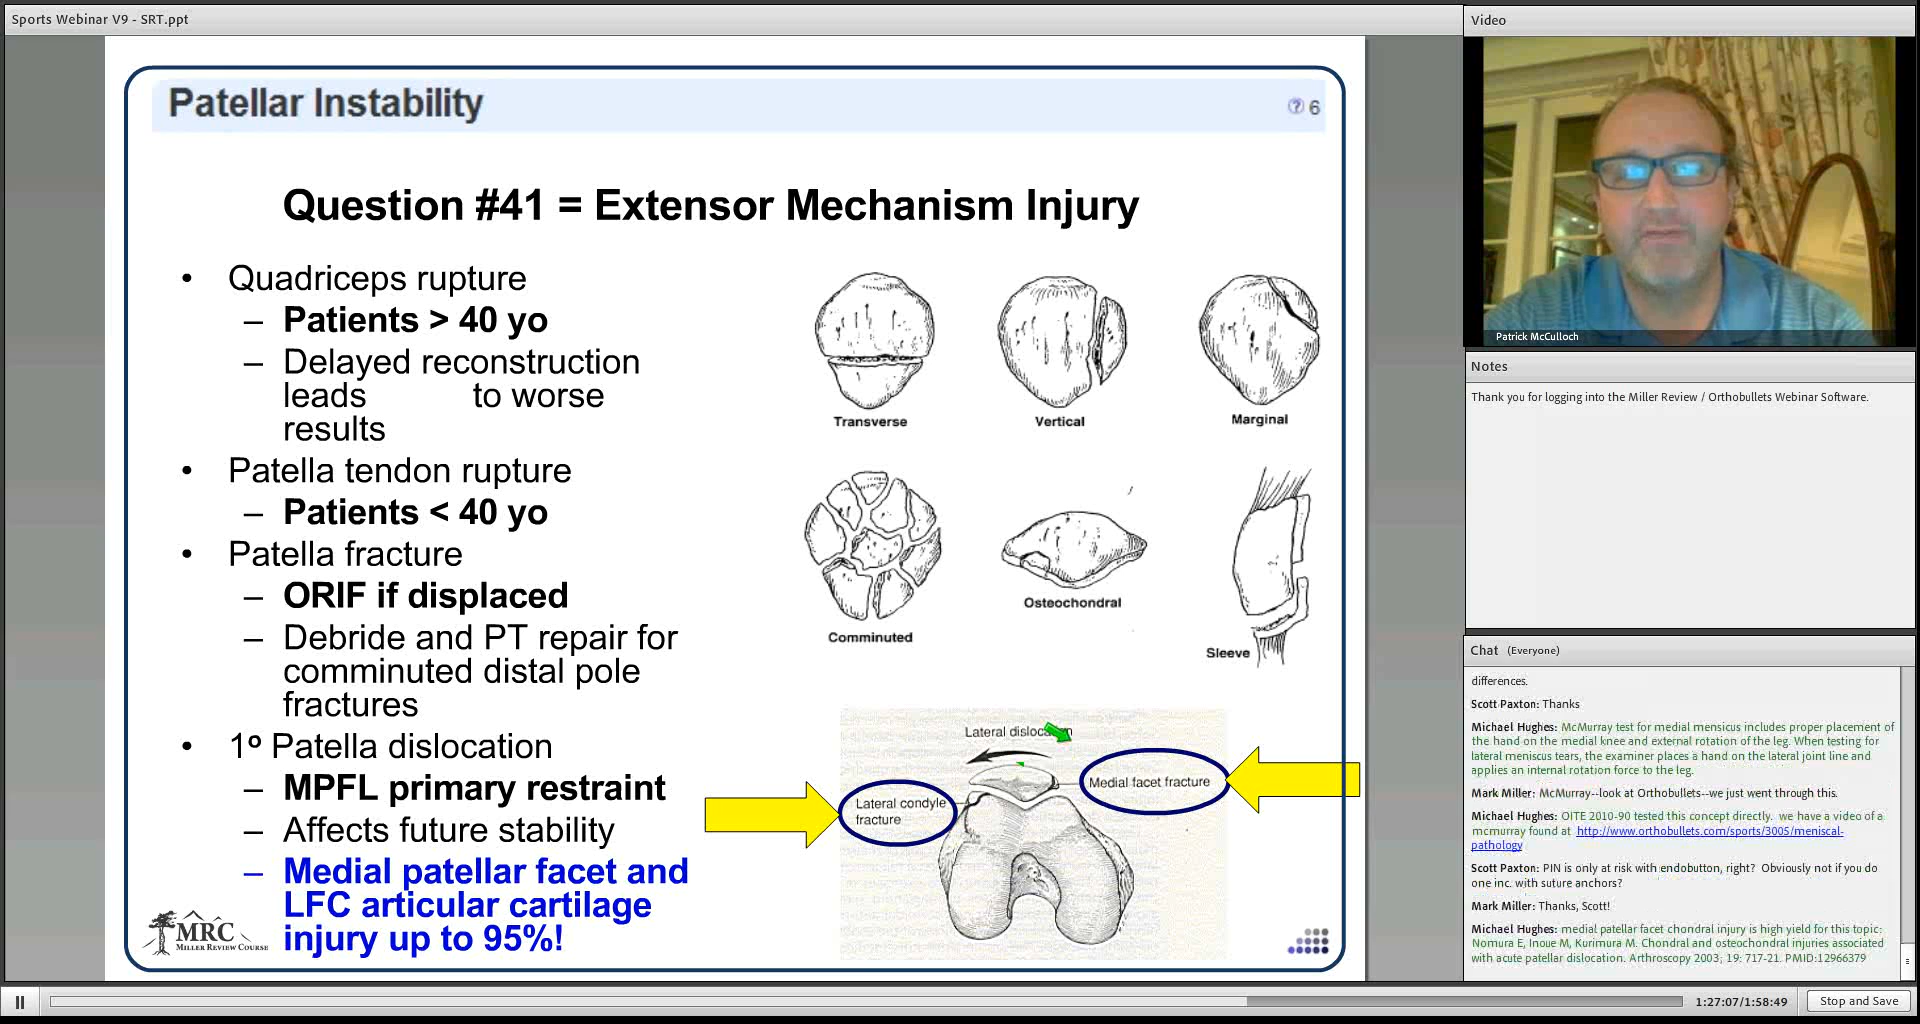 Sports Webinar V9 - SRT.ppt
Patellar Instability
? 6
Question #41 = Extensor Mechanism Injury
• Quadriceps rupture
– Patients > 40 yo
– Delayed reconstruction
leads to worse
results
• Patella tendon rupture
– Patients < 40 yo
• Patella fracture
– ORIF if displaced
– Debride and PT repair for
comminuted distal pole
fractures
• 1º Patella dislocation
– MPFL primary restraint
– Affects future stability
– Medial patellar facet and
LFC articular cartilage
injury up to 95%!
MRC
MILLER REVIEW COURSE
Transverse
Vertical
Marginal
Comminuted
Osteochondral
Sleeve
Medial facet fracture
Lateral condyle
fracture
Video
Patrick McCulloch
Notes
Thank you for logging into the Miller Review / Orthobullets Webinar Software.
Chat (Everyone)
differences.
Scott Paxton: Thanks
Michael Hughes: McMurray test for medial mensicus includes proper placement of
the hand on the medial knee and external rotation of the leg. When testing for
lateral meniscus tears, the examiner places a hand on the lateral joint line and
applies an internal rotation force to the leg.
Mark Miller: McMurray--look at Orthobullets--we just went through this.
Michael Hughes: OITE 2010-90 tested this concept directly. we have a video of a
mcmurray found at http://www.orthobullets.com/sports/3005/meniscal-
pathology
Scott Paxton: PIN is only at risk with endobutton, right? Obviously not if you do
one inc. with suture anchors?
Mark Miller: Thanks, Scott!
Michael Hughes: medial patellar facet chondral injury is high yield for this topic:
Nomura E, Inoue M, Kurimura M. Chondral and osteochondral injuries associated
with acute patellar dislocation. Arthroscopy 2003; 19: 717-21. PMID:12966379
1:27:07/1:58:49
Stop and Save